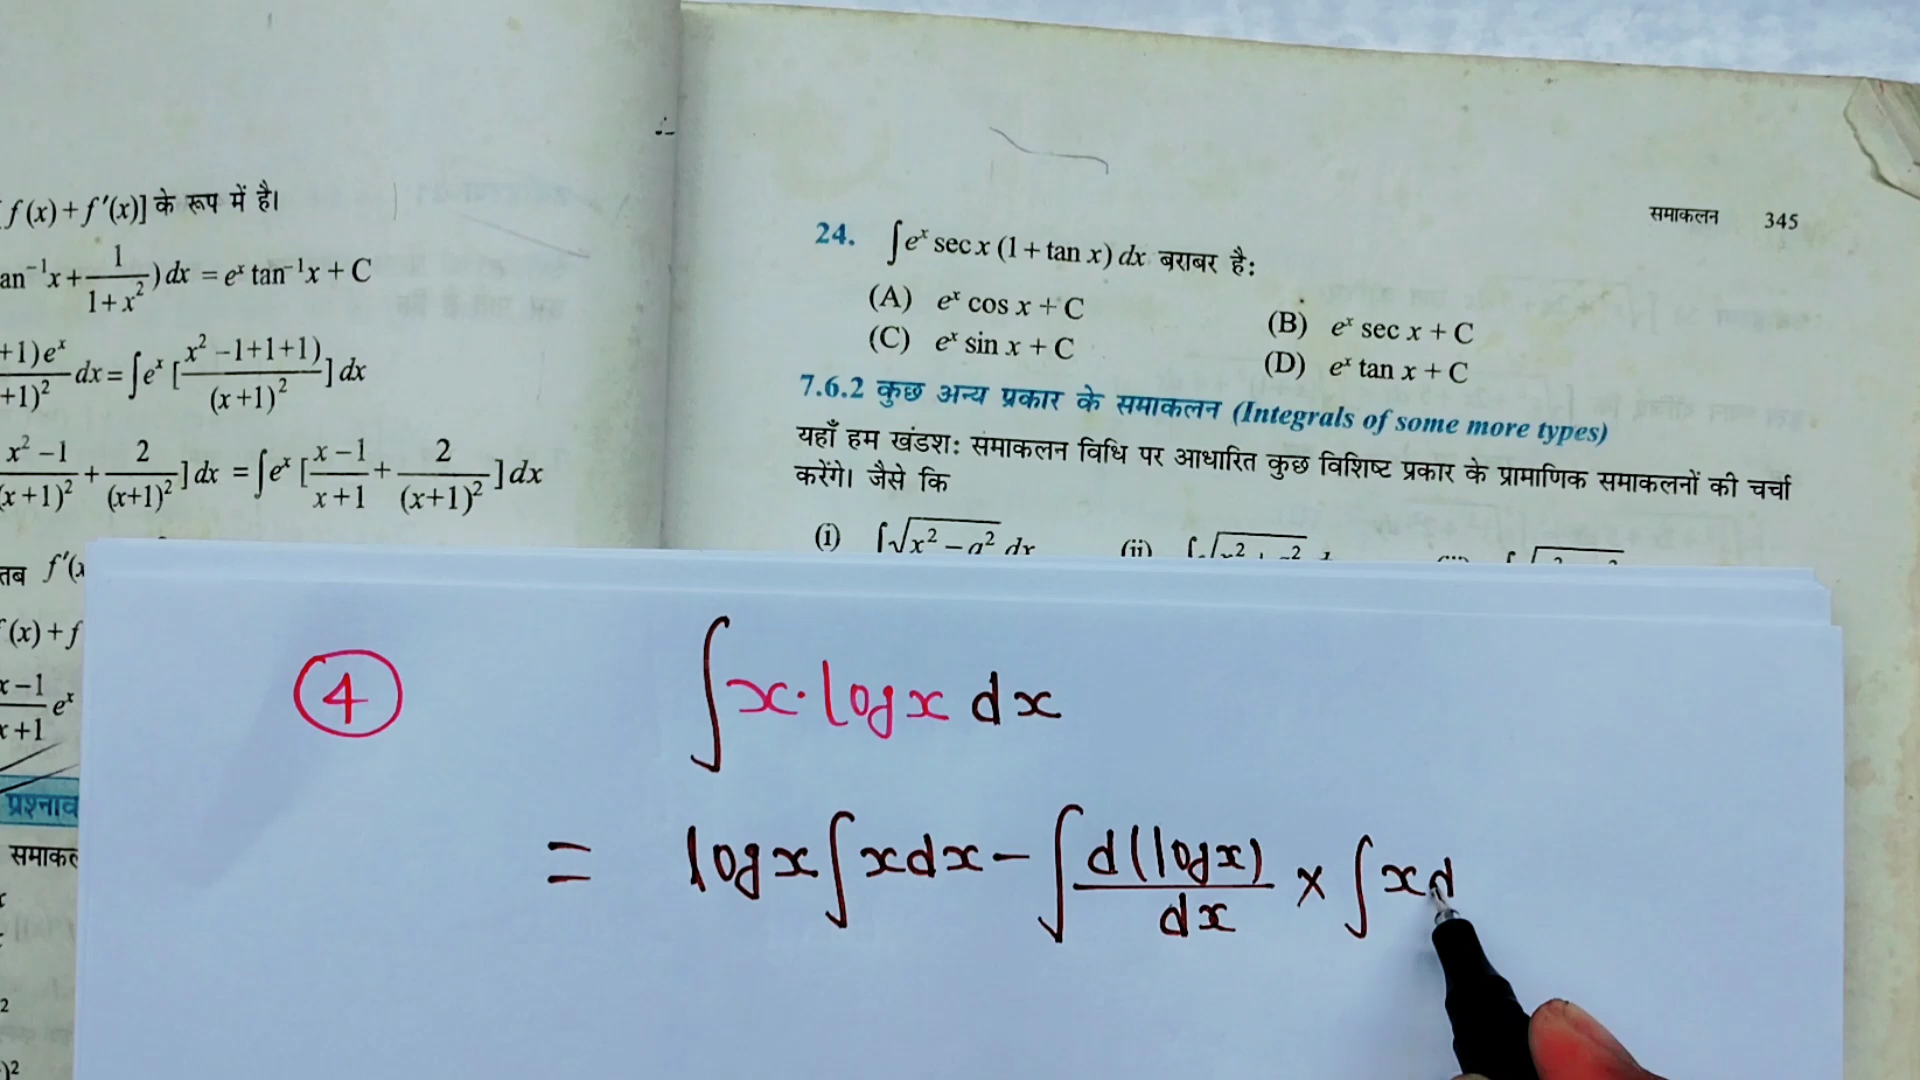 f(x)+f′(x)] के रूप में है।
an⁻¹x + 1/(1+x²)) dx = eˣ tan⁻¹x + C
+1)eˣ/+1)² dx = ∫eˣ [(x² −1+1+1)/(x+1)²] dx
x² −1/(x+1)² + 2/(x+1)² ] dx = ∫eˣ [(x−1)/(x+1) + 2/(x+1)² ] dx
तब f′(x
(x) + f
x−1/x+1 eˣ
प्रश्नाव
समाकल
समाकलन 345
24. ∫eˣ sec x (1 + tan x) dx बराबर है:
(A) eˣ cos x + C (B) eˣ sec x + C
(C) eˣ sin x + C (D) eˣ tan x + C
7.6.2 कुछ अन्य प्रकार के समाकलन (Integrals of some more types)
यहाँ हम खंडशः समाकलन विधि पर आधारित कुछ विशिष्ट प्रकार के प्रामाणिक समाकलनों की चर्चा
करेंगे। जैसे कि
(i) ∫√(x² − a²) dx (ii)
4 ∫x·logx dx
= logx∫xdx − ∫d(logx)/dx × ∫xd